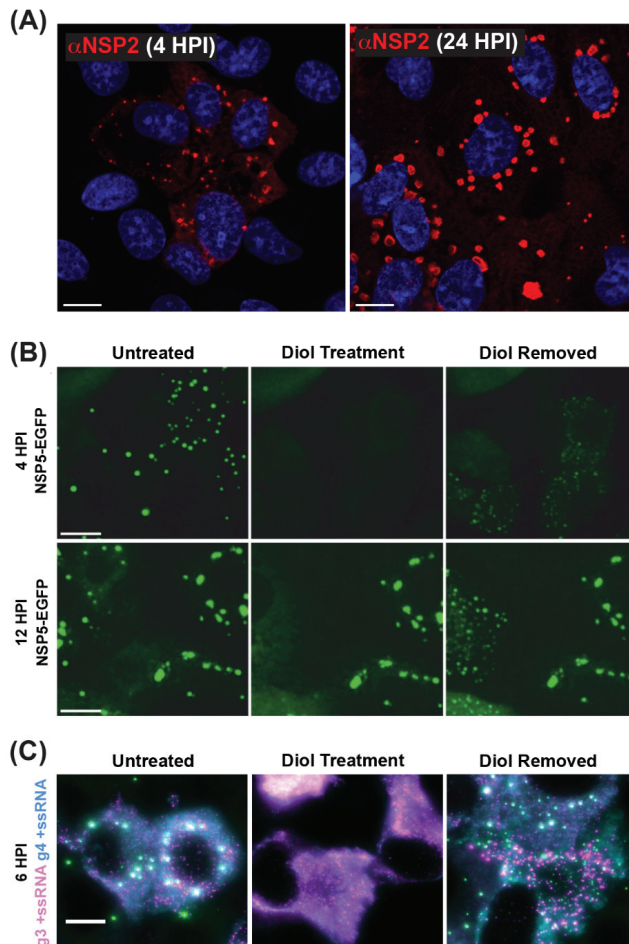 (A)
αNSP2 (4 HPI)
αNSP2 (24 HPI)
(B)
Untreated
Diol Treatment
Diol Removed
4 HPI
NSP5-EGFP
12 HPI
NSP5-EGFP
(C)
Untreated
Diol Treatment
Diol Removed
6 HPI
g3 +ssRNA g4 +ssRNA